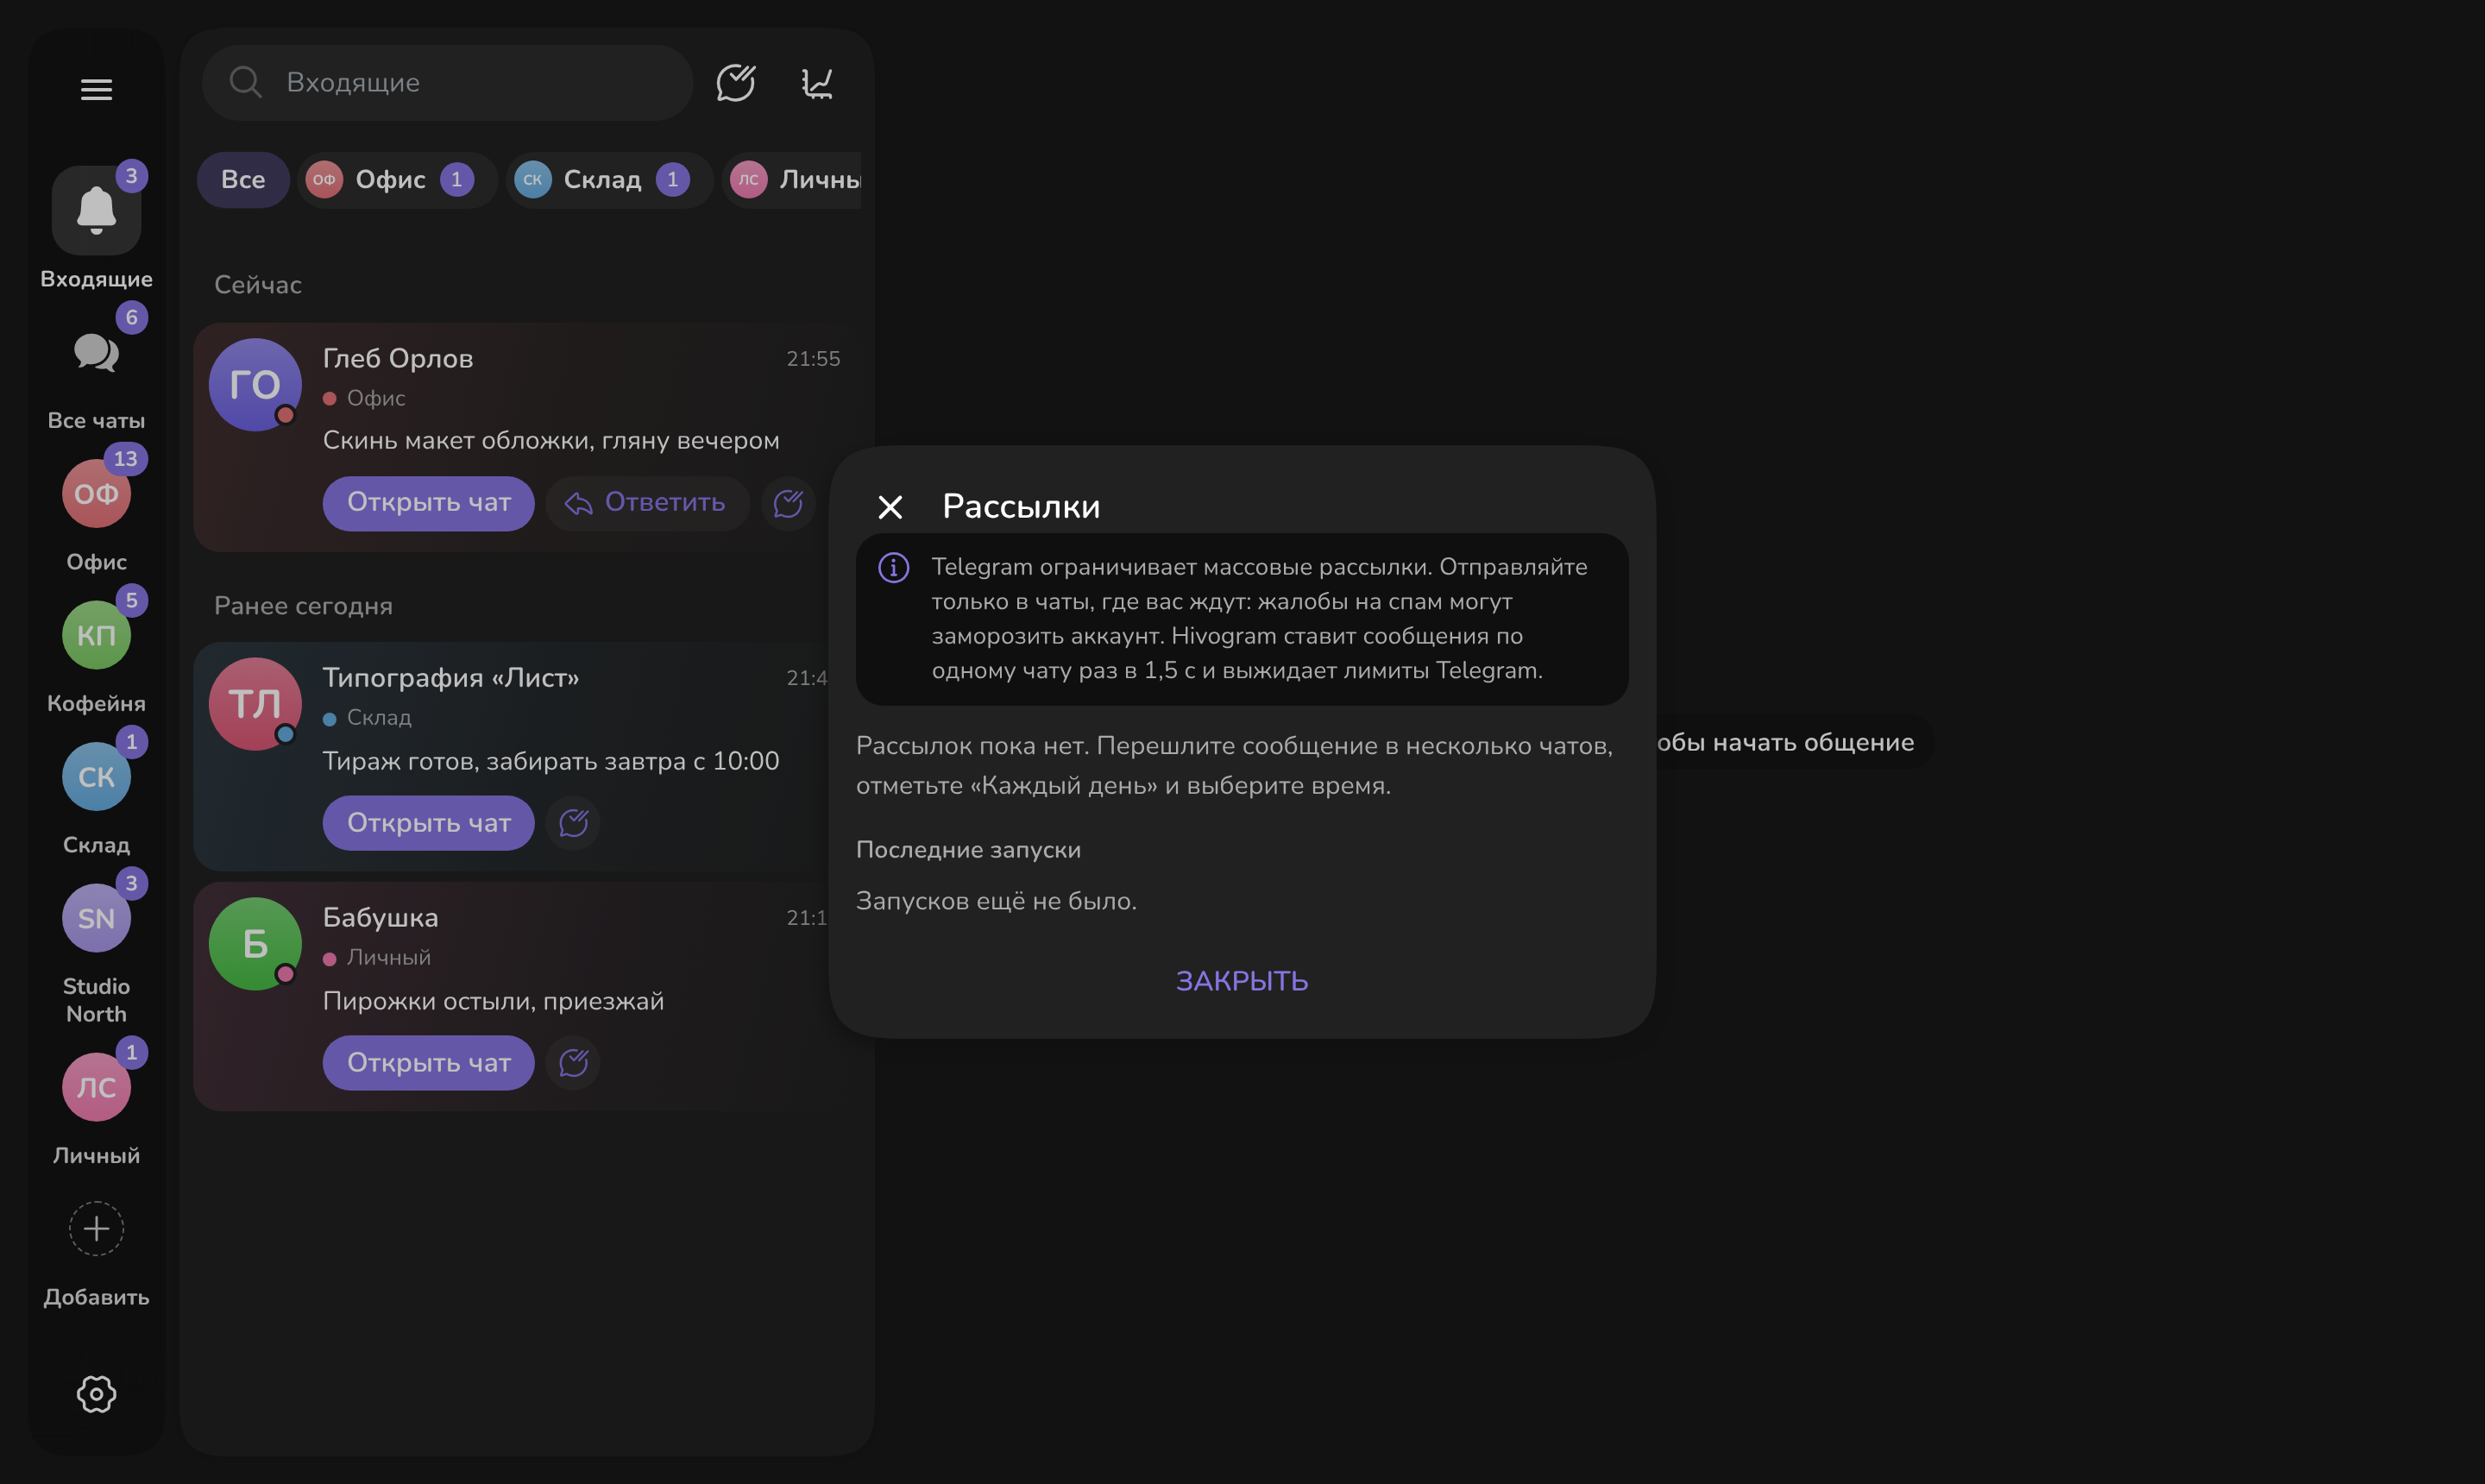 3
Входящие
6
Все чаты
13
ОФ
Офис
5
КП
Кофейня
1
СК
Склад
3
SN
Studio
North
1
ЛС
Личный
Добавить
Входящие
Все
ОФ Офис 1
СК Склад 1
ЛС
Сейчас
ГО
Глеб Орлов 21:55
Офис
Скинь макет обложки, гляну вечером
Открыть чат Ответить
Ранее сегодня
ТЛ
Типография «Лист»
Склад
Тираж готов, забирать завтра с 10:00
Открыть чат
Б
Бабушка
Личный
Пирожки остыли, приезжай
Открыть чат
Рассылки
Telegram ограничивает массовые рассылки. Отправляйте
только в чаты, где вас ждут: жалобы на спам могут
заморозить аккаунт. Hivogram ставит сообщения по
одному чату раз в 1,5 с и выжидает лимиты Telegram.
Рассылок пока нет. Перешлите сообщение в несколько чатов,
отметьте «Каждый день» и выберите время.
Последние запуски
Запусков ещё не было.
ЗАКРЫТЬ
начать общение